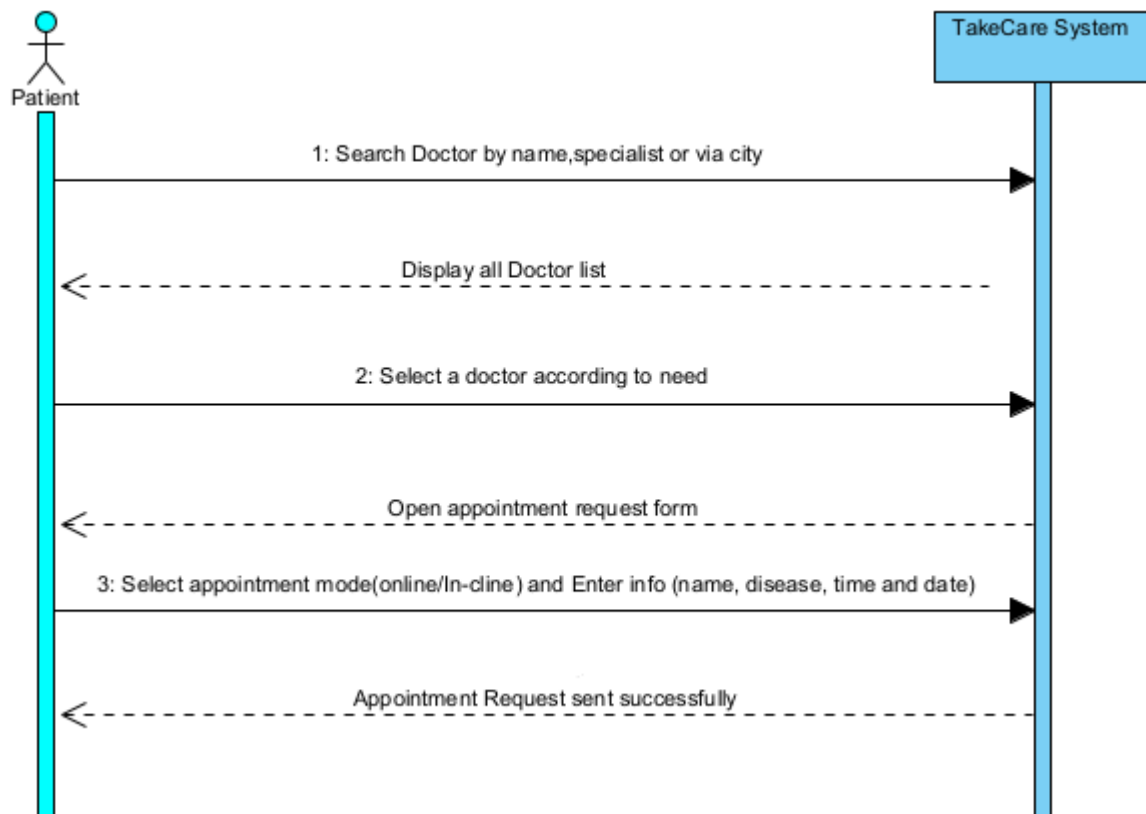 TakeCare System
Patient
1: Search Doctor by name,specialist or via city
Display all Doctor list
2: Select a doctor according to need
Open appointment request form
3: Select appointment mode(online/In-cline) and Enter info (name, disease, time and date)
Appointment Request sent successfully